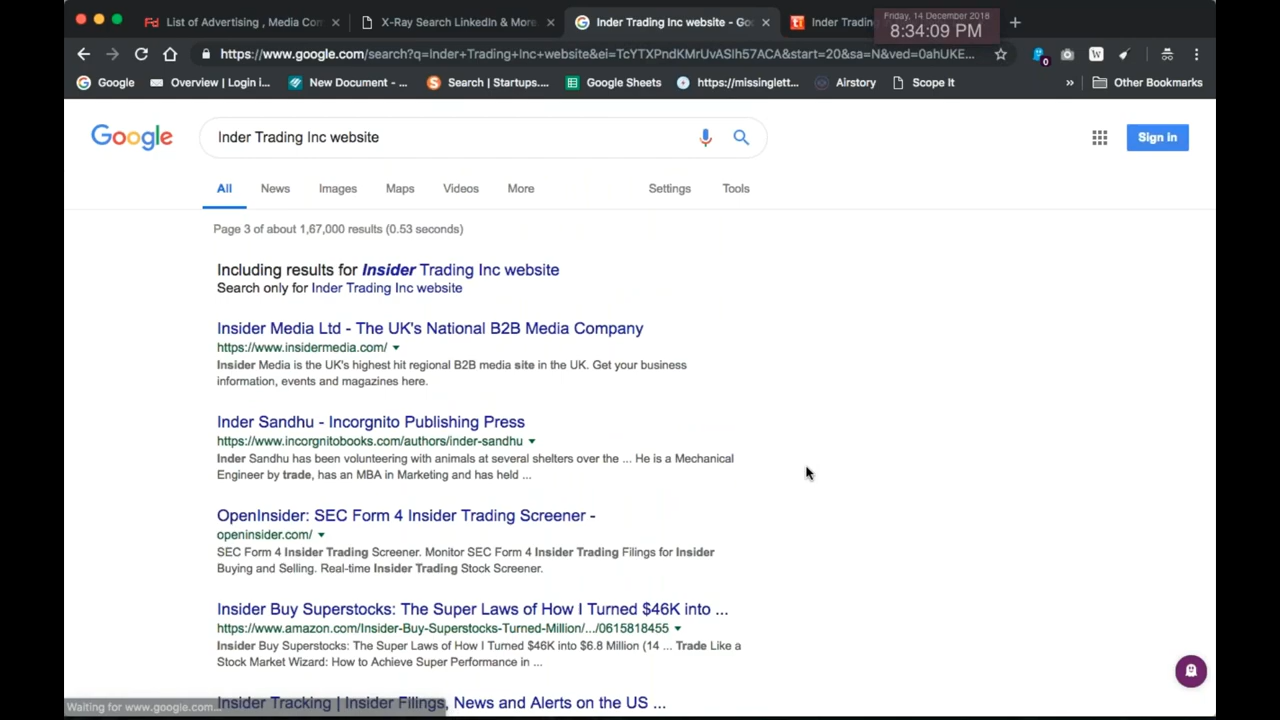 List of Advertising , Media Com
X-Ray Search LinkedIn & More
Inder Trading Inc website - Goo
Inder Trading
Friday, 14 December 2018
8:34:09 PM
https://www.google.com/search?q=Inder+Trading+Inc+website&ei=TcYTXPndKMrUvASlh57ACA&start=20&sa=N&ved=0ahUKE...
0
W
Google
Overview | Login i...
New Document - ...
Search | Startups....
Google Sheets
https://missinglett...
Airstory
Scope It
»
Other Bookmarks
Google
Inder Trading Inc website
Sign in
All
News
Images
Maps
Videos
More
Settings
Tools
Page 3 of about 1,67,000 results (0.53 seconds)
Including results for Insider Trading Inc website
Search only for Inder Trading Inc website
Insider Media Ltd - The UK's National B2B Media Company
https://www.insidermedia.com/
Insider Media is the UK's highest hit regional B2B media site in the UK. Get your business
information, events and magazines here.
Inder Sandhu - Incorgnito Publishing Press
https://www.incorgnitobooks.com/authors/inder-sandhu
Inder Sandhu has been volunteering with animals at several shelters over the ... He is a Mechanical
Engineer by trade, has an MBA in Marketing and has held ...
OpenInsider: SEC Form 4 Insider Trading Screener -
openinsider.com/
SEC Form 4 Insider Trading Screener. Monitor SEC Form 4 Insider Trading Filings for Insider
Buying and Selling. Real-time Insider Trading Stock Screener.
Insider Buy Superstocks: The Super Laws of How I Turned $46K into ...
https://www.amazon.com/Insider-Buy-Superstocks-Turned-Million/.../0615818455
Insider Buy Superstocks: The Super Laws of How I Turned $46K into $6.8 Million (14 ... Trade Like a
Stock Market Wizard: How to Achieve Super Performance in ...
Insider Tracking | Insider Filings, News and Alerts on the US ...
Waiting for www.google.com...